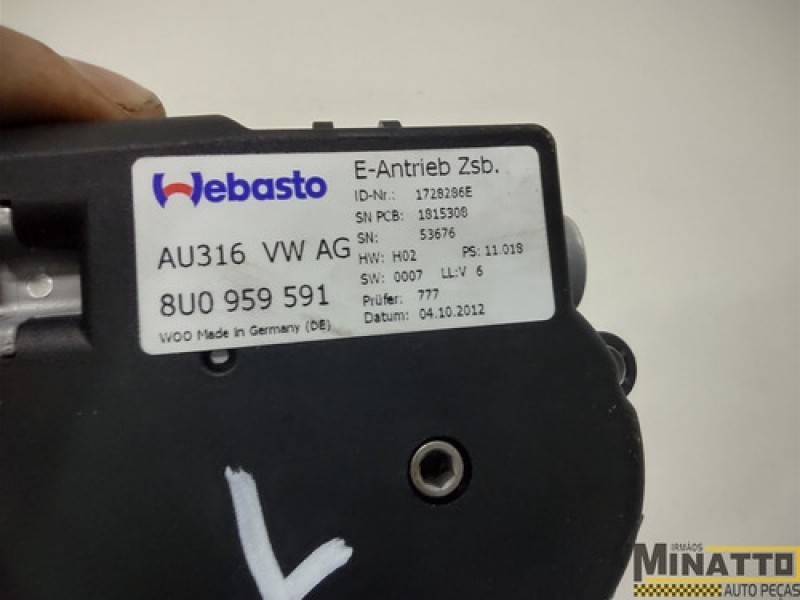 Webasto
AU316 VW AG
8U0 959 591
WOO Made in Germany (DE)
E-Antrieb Zsb.
ID-Nr.: 1728286E
SN PCB: 1815308
SN: 53676
HW: H02 PS: 11.018
SW: 0007 LL:V 6
Prüfer: 777
Datum: 04.10.2012
IRMÃOS
MINATTO
AUTO PEÇAS